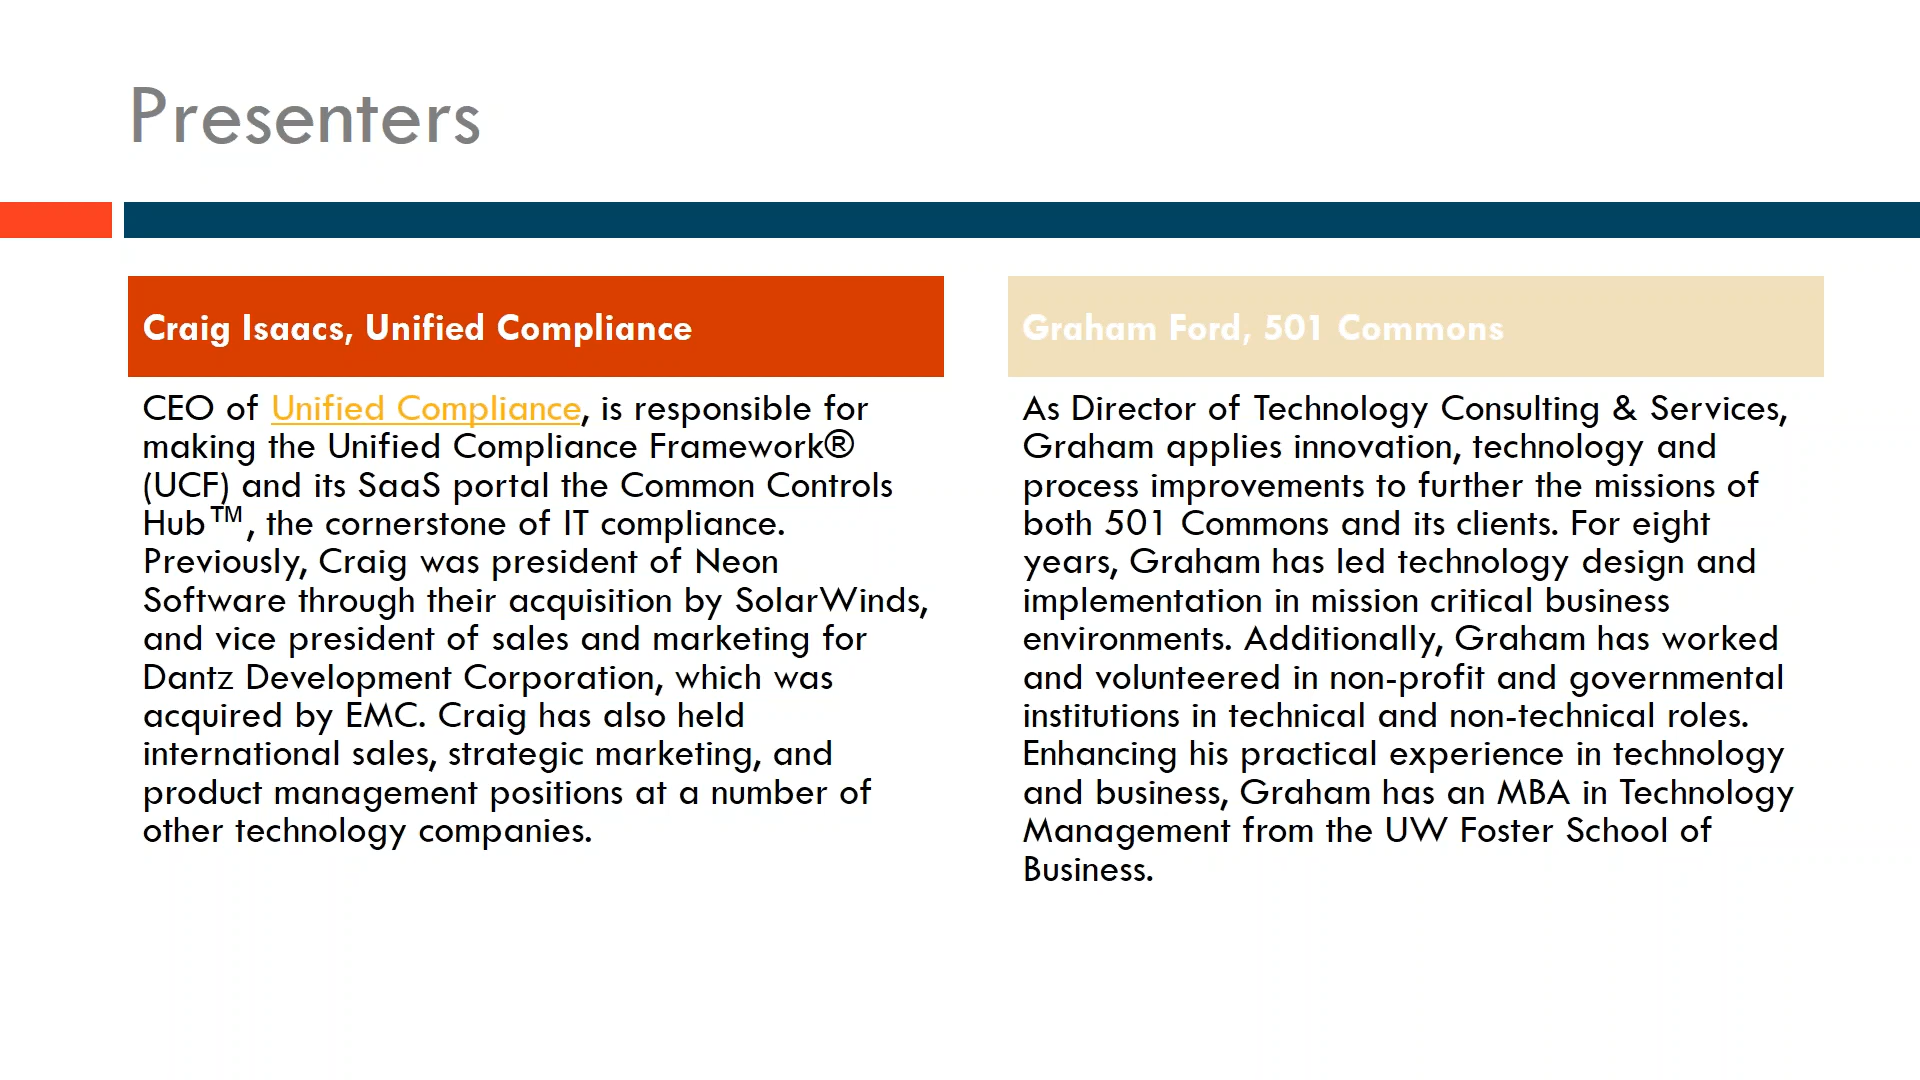 Presenters
Craig Isaacs, Unified Compliance
CEO of Unified Compliance, is responsible for
making the Unified Compliance Framework®
(UCF) and its SaaS portal the Common Controls
Hub™, the cornerstone of IT compliance.
Previously, Craig was president of Neon
Software through their acquisition by SolarWinds,
and vice president of sales and marketing for
Dantz Development Corporation, which was
acquired by EMC. Craig has also held
international sales, strategic marketing, and
product management positions at a number of
other technology companies.
Graham Ford, 501 Commons
As Director of Technology Consulting & Services,
Graham applies innovation, technology and
process improvements to further the missions of
both 501 Commons and its clients. For eight
years, Graham has led technology design and
implementation in mission critical business
environments. Additionally, Graham has worked
and volunteered in non-profit and governmental
institutions in technical and non-technical roles.
Enhancing his practical experience in technology
and business, Graham has an MBA in Technology
Management from the UW Foster School of
Business.